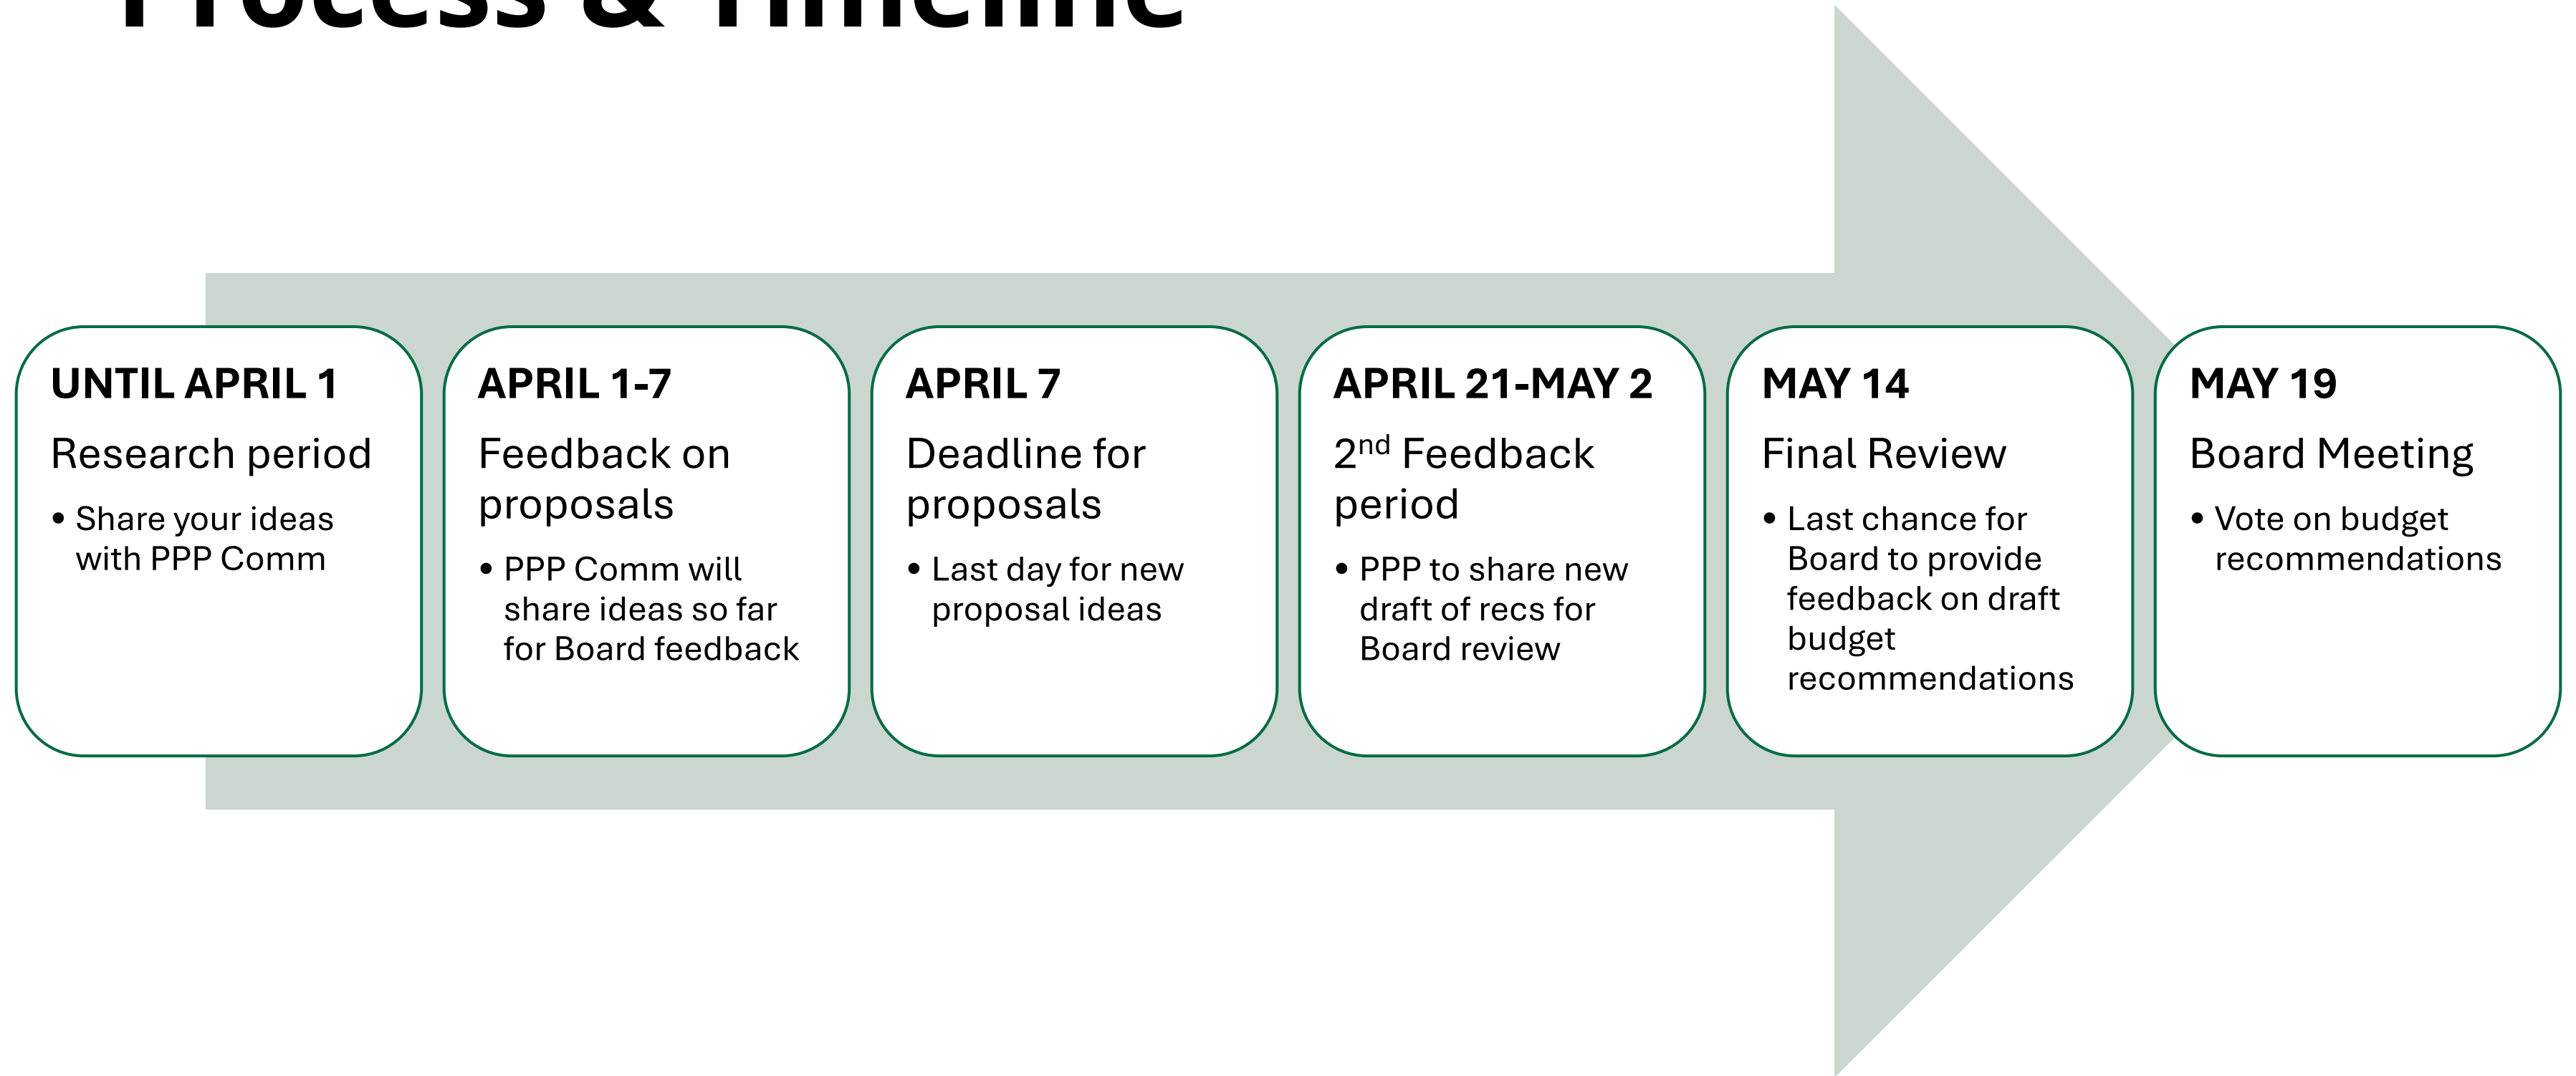 Process & Timeline
UNTIL APRIL 1
Research period
• Share your ideas
with PPP Comm
APRIL 1-7
Feedback on
proposals
• PPP Comm will
share ideas so far
for Board feedback
APRIL 7
Deadline for
proposals
• Last day for new
proposal ideas
APRIL 21-MAY 2
2nd Feedback
period
• PPP to share new
draft of recs for
Board review
MAY 14
Final Review
• Last chance for
Board to provide
feedback on draft
budget
recommendations
MAY 19
Board Meeting
• Vote on budget
recommendations